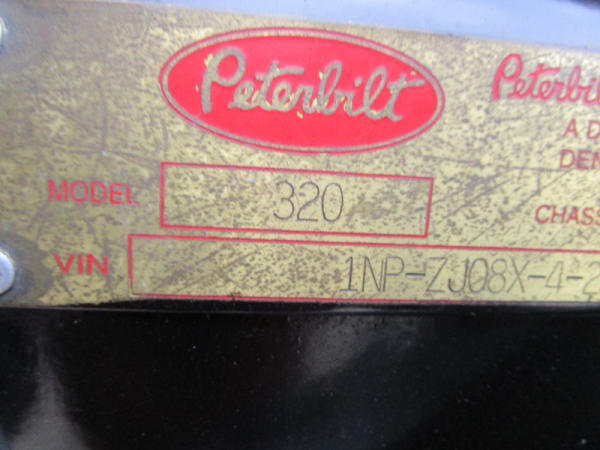 Peterbilt
Peterbil
A D
DEN
MODEL 320
CHASS
VIN 1NP-ZJ08X-4-2